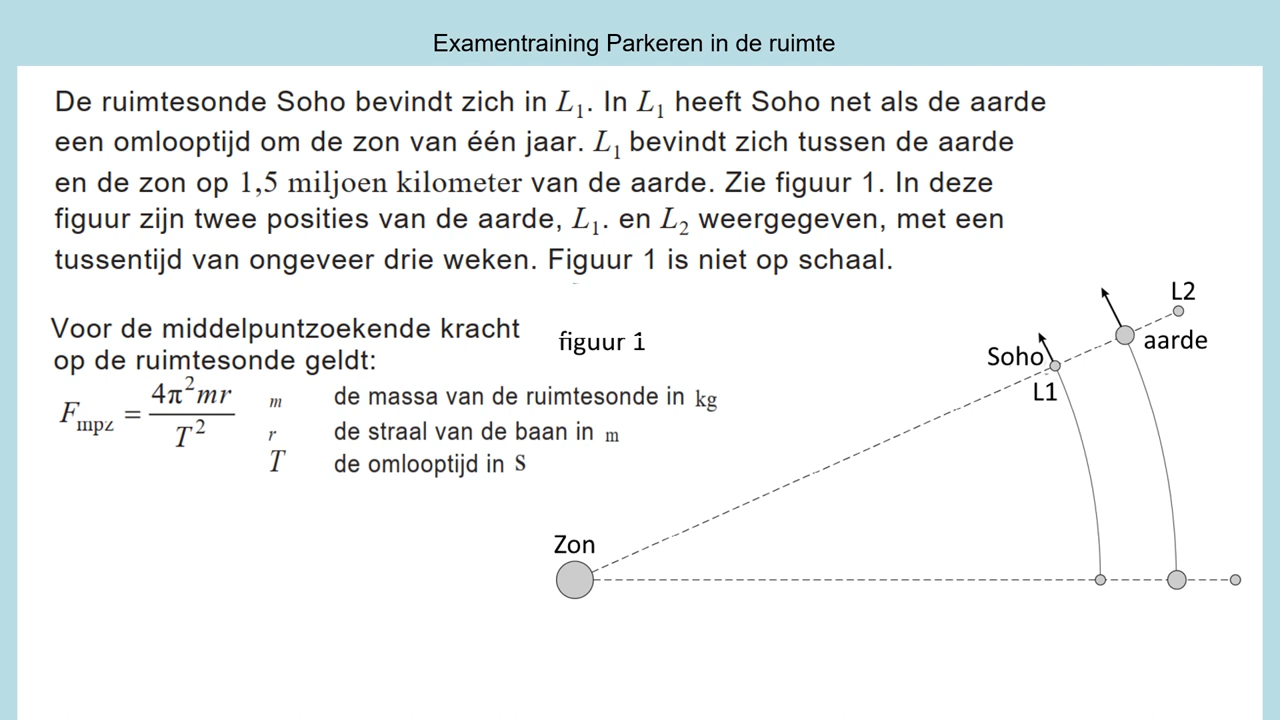 Examentraining Parkeren in de ruimte
De ruimtesonde Soho bevindt zich in L₁. In L₁ heeft Soho net als de aarde
een omlooptijd om de zon van één jaar. L₁ bevindt zich tussen de aarde
en de zon op 1,5 miljoen kilometer van de aarde. Zie figuur 1. In deze
figuur zijn twee posities van de aarde, L₁. en L₂ weergegeven, met een
tussentijd van ongeveer drie weken. Figuur 1 is niet op schaal.
Voor de middelpuntzoekende kracht
op de ruimtesonde geldt:
F_mpz = 4π²mr / T²
m de massa van de ruimtesonde in kg
r de straal van de baan in m
T de omlooptijd in s
figuur 1
L2
aarde
Soho
L1
Zon